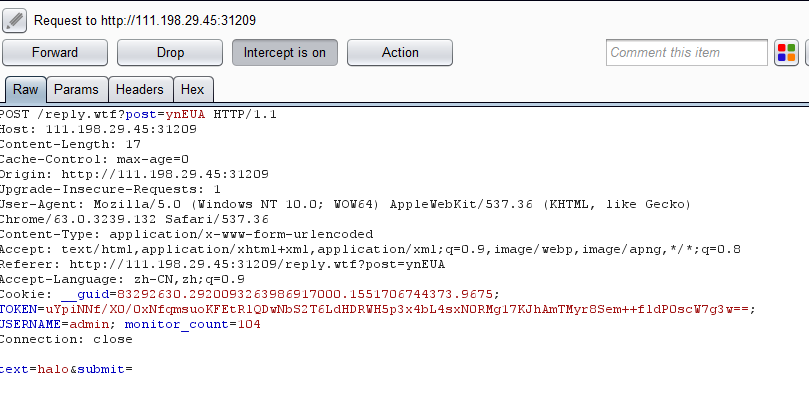 Request to http://111.198.29.45:31209
Forward Drop Intercept is on Action Comment this item
Raw Params Headers Hex
POST /reply.wtf?post=ynEUA HTTP/1.1
Host: 111.198.29.45:31209
Content-Length: 17
Cache-Control: max-age=0
Origin: http://111.198.29.45:31209
Upgrade-Insecure-Requests: 1
User-Agent: Mozilla/5.0 (Windows NT 10.0; WOW64) AppleWebKit/537.36 (KHTML, like Gecko)
Chrome/63.0.3239.132 Safari/537.36
Content-Type: application/x-www-form-urlencoded
Accept: text/html,application/xhtml+xml,application/xml;q=0.9,image/webp,image/apng,*/*;q=0.8
Referer: http://111.198.29.45:31209/reply.wtf?post=ynEUA
Accept-Language: zh-CN,zh;q=0.9
Cookie: __guid=83292630.2920093263986917000.1551706744373.9675;
TOKEN=uYpiNNf/X0/0xNfqmsuoKFEtRlQDwNbS2T6LdHDRWH5p3x4bL4sxN0RMg17KJhAmTMyr8Sem++fldP0scW7g3w==;
USERNAME=admin; monitor_count=104
Connection: close
text=halo&submit=